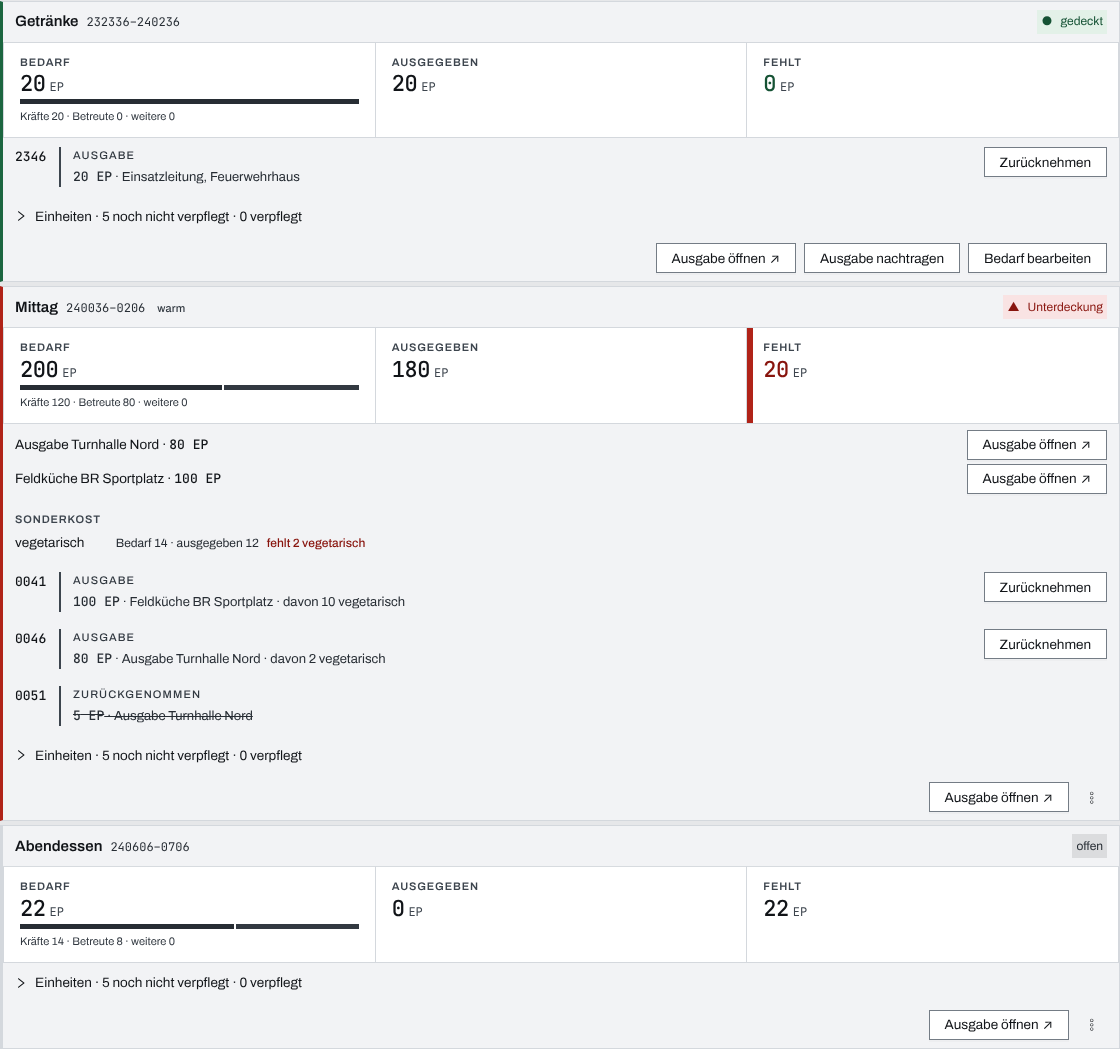 Getränke 232336–240236 gedeckt
BEDARF AUSGEGEBEN FEHLT
20 EP 20 EP 0 EP
Kräfte 20 · Betreute 0 · weitere 0
2346 AUSGABE Zurücknehmen
20 EP · Einsatzleitung, Feuerwehrhaus
Einheiten · 5 noch nicht verpflegt · 0 verpflegt
Ausgabe öffnen ↗ Ausgabe nachtragen Bedarf bearbeiten
Mittag 240036–0206 warm Unterdeckung
BEDARF AUSGEGEBEN FEHLT
200 EP 180 EP 20 EP
Kräfte 120 · Betreute 80 · weitere 0
Ausgabe Turnhalle Nord · 80 EP Ausgabe öffnen ↗
Feldküche BR Sportplatz · 100 EP Ausgabe öffnen ↗
SONDERKOST
vegetarisch Bedarf 14 · ausgegeben 12 fehlt 2 vegetarisch
0041 AUSGABE Zurücknehmen
100 EP · Feldküche BR Sportplatz · davon 10 vegetarisch
0046 AUSGABE Zurücknehmen
80 EP · Ausgabe Turnhalle Nord · davon 2 vegetarisch
0051 ZURÜCKGENOMMEN
5 EP · Ausgabe Turnhalle Nord
Einheiten · 5 noch nicht verpflegt · 0 verpflegt
Ausgabe öffnen ↗
Abendessen 240606–0706 offen
BEDARF AUSGEGEBEN FEHLT
22 EP 0 EP 22 EP
Kräfte 14 · Betreute 8 · weitere 0
Einheiten · 5 noch nicht verpflegt · 0 verpflegt
Ausgabe öffnen ↗